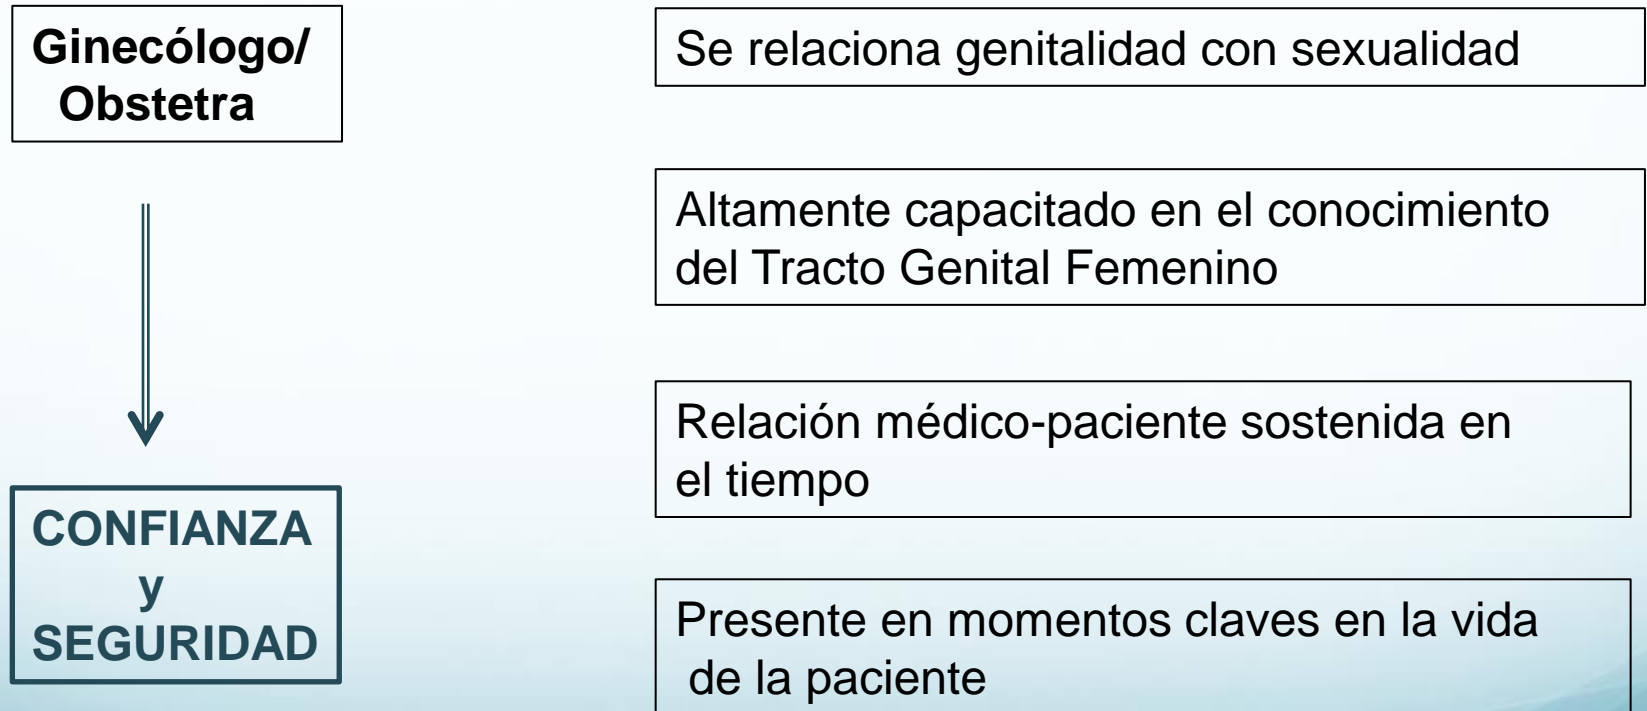 Ginecólogo/
Obstetra
CONFIANZA
y
SEGURIDAD
Se relaciona genitalidad con sexualidad
Altamente capacitado en el conocimiento
del Tracto Genital Femenino
Relación médico-paciente sostenida en
el tiempo
Presente en momentos claves en la vida
de la paciente